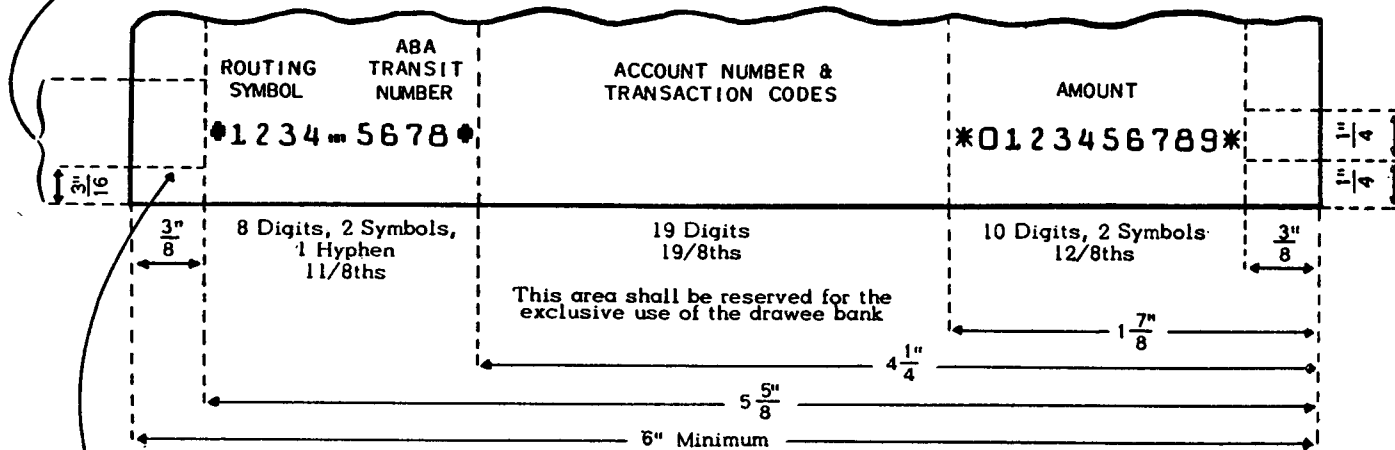 ROUTING
SYMBOL
ABA
TRANSIT
NUMBER
ACCOUNT NUMBER &
TRANSACTION CODES
AMOUNT
1234 - 5678
*0123456789*
3"/16
1"/4
1"/4
3"/8
8 Digits, 2 Symbols,
1 Hyphen
11/8ths
19 Digits
19/8ths
10 Digits, 2 Symbols
12/8ths
3"/8
This area shall be reserved for the
exclusive use of the drawee bank
1 7"/8
4 1"/4
5 5"/8
6" Minimum